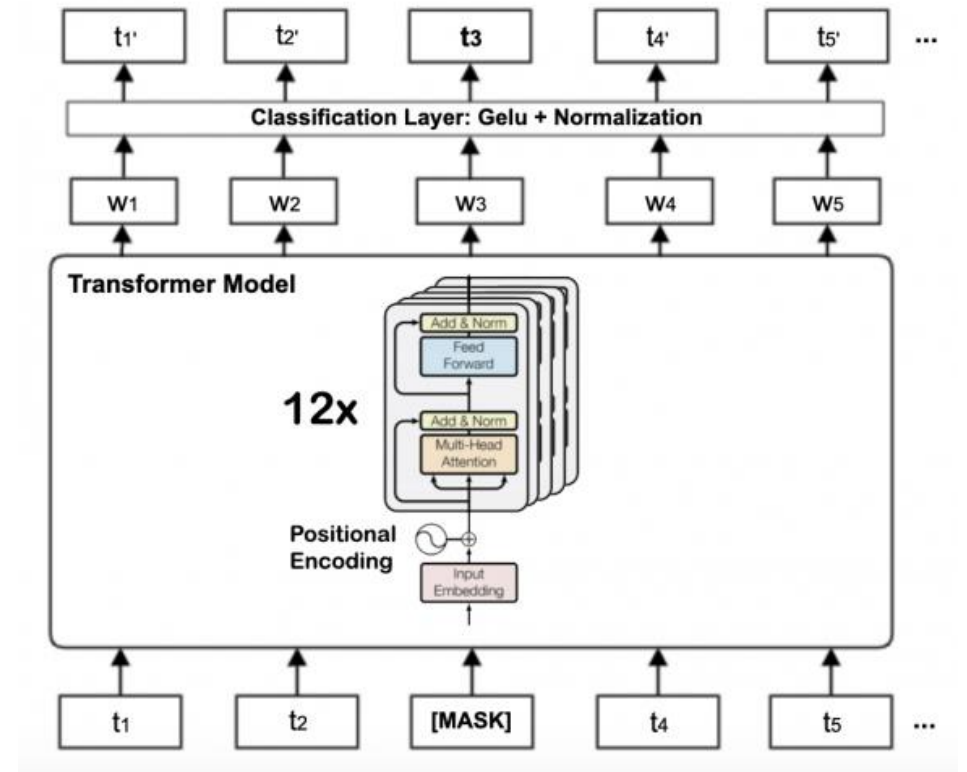 t1' t2' t3 t4' t5' ...
Classification Layer: Gelu + Normalization
W1 W2 W3 W4 W5
Transformer Model
Add & Norm
Feed
Forward
12x
Add & Norm
Multi-Head
Attention
Positional
Encoding
Input
Embedding
t1 t2 [MASK] t4 t5 ...